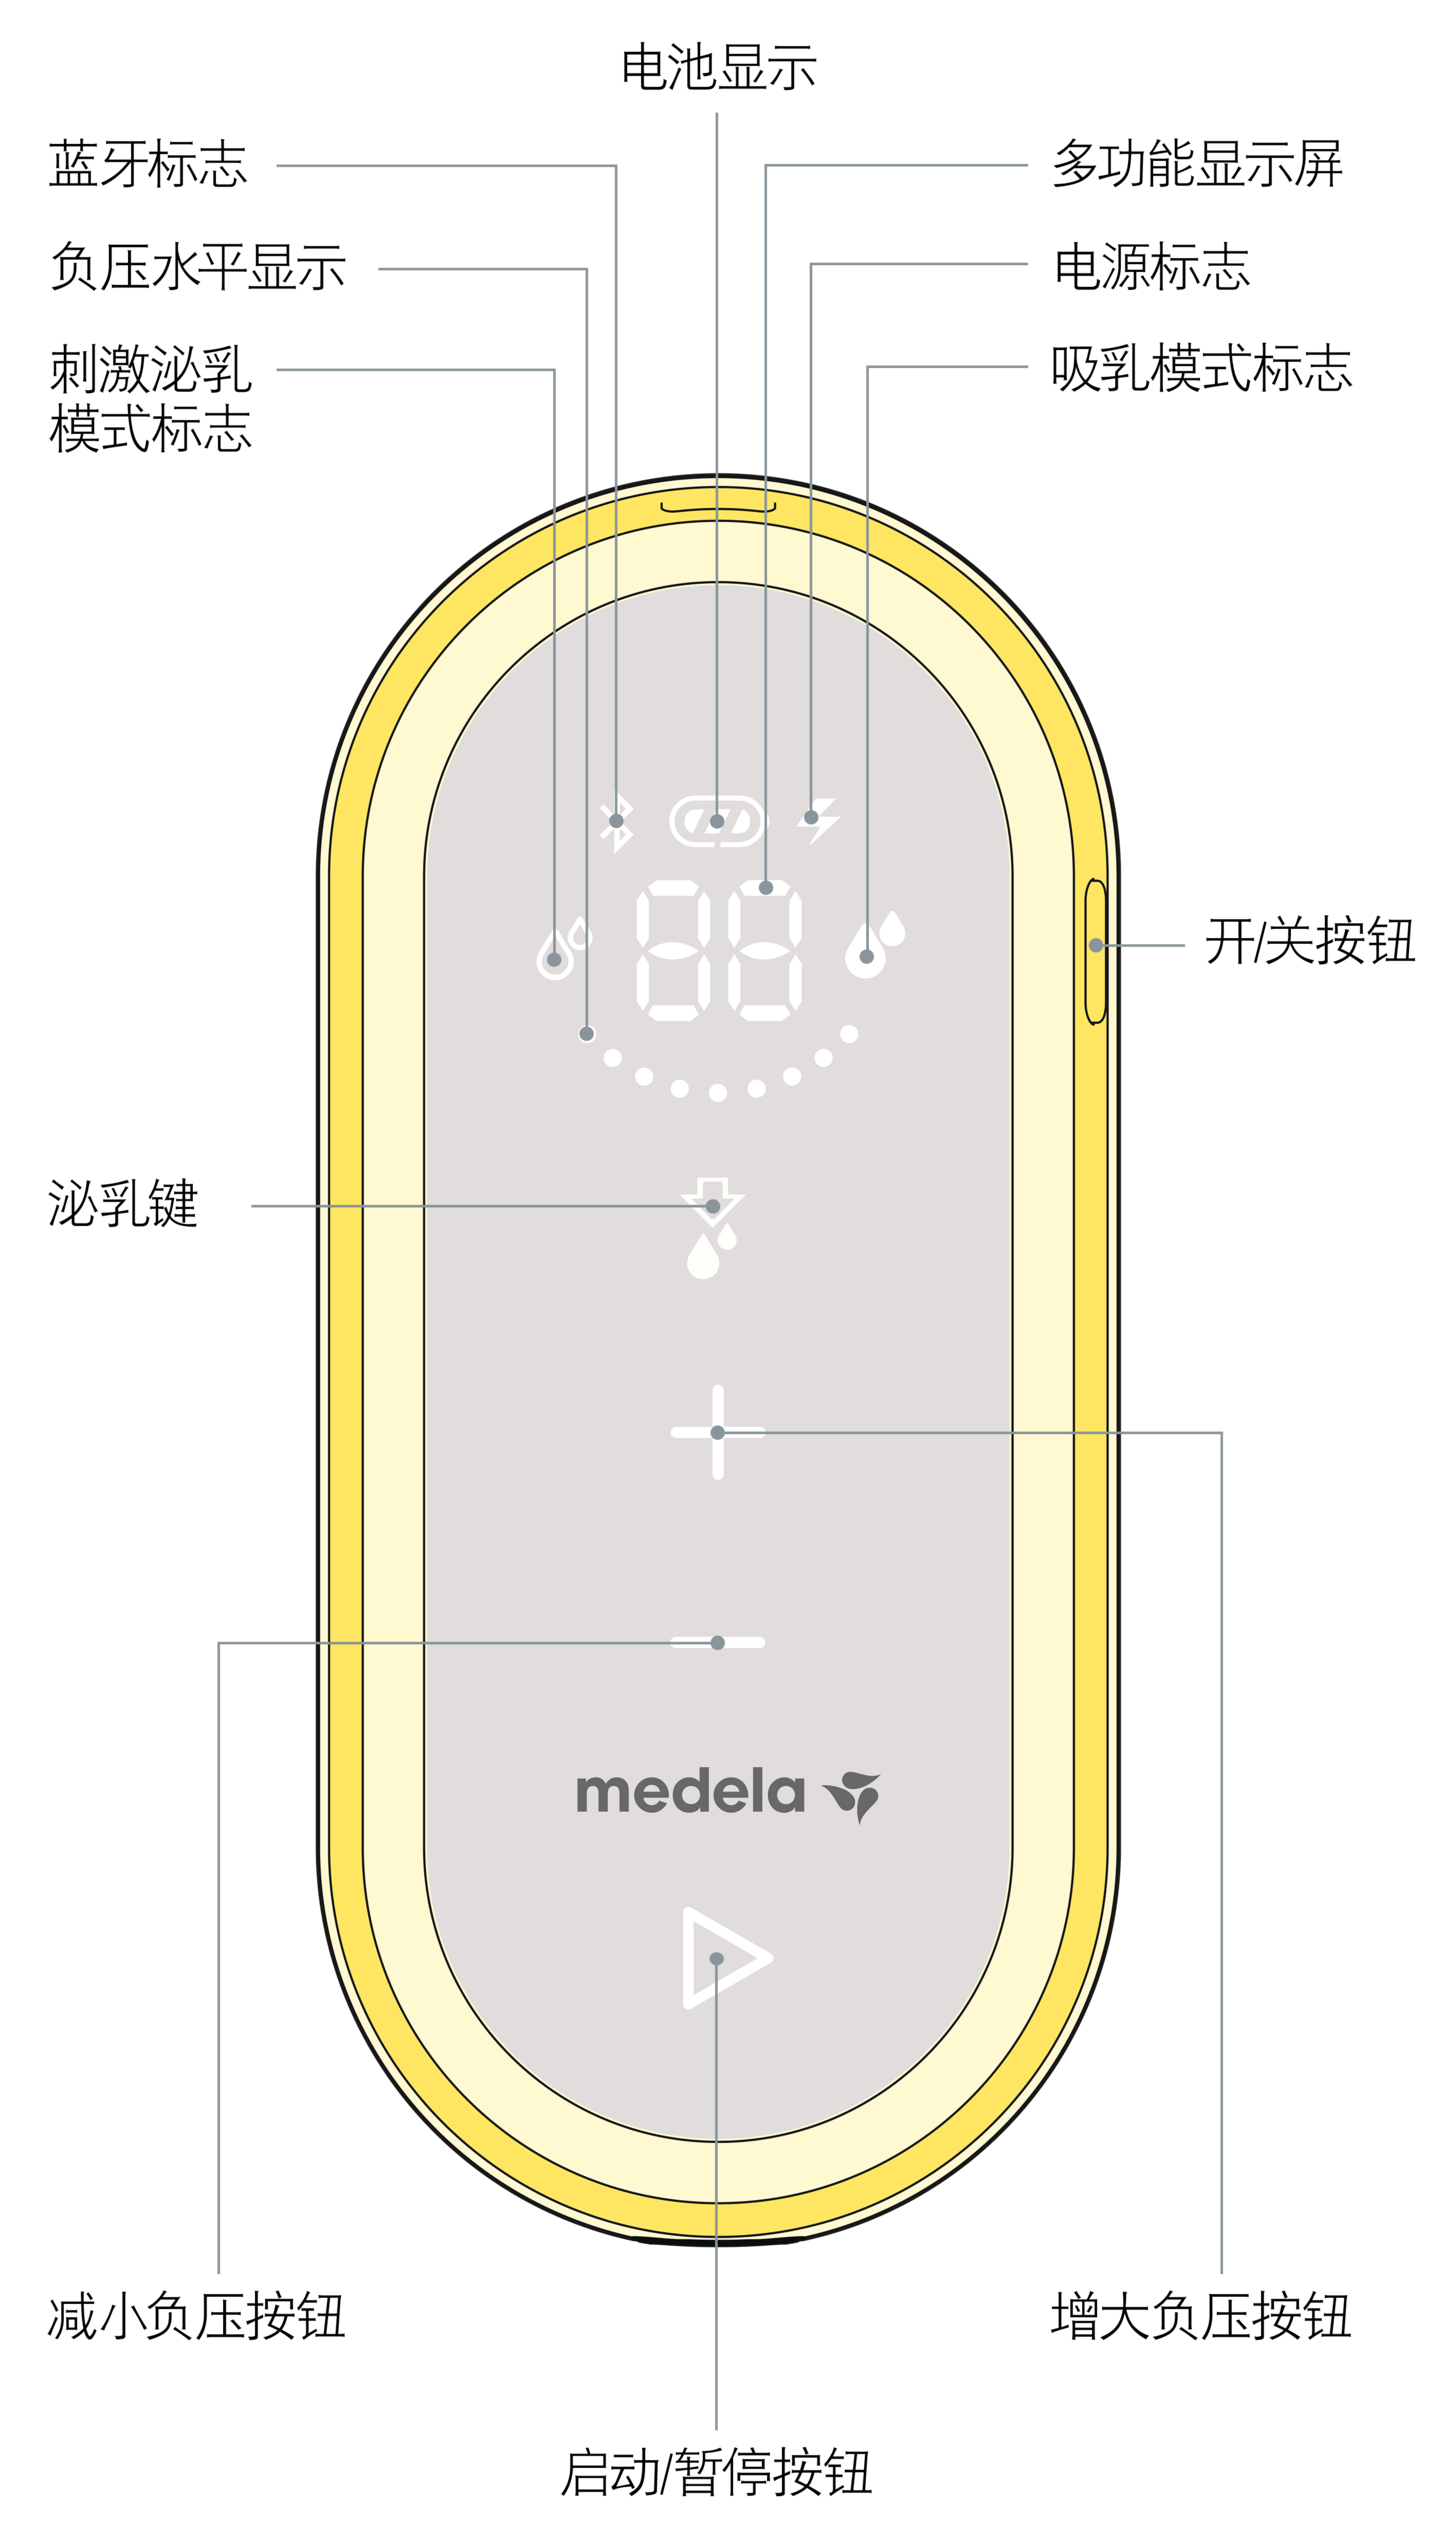 电池显示
蓝牙标志
多功能显示屏
负压水平显示
电源标志
刺激泌乳
模式标志
吸乳模式标志
88
开/关按钮
泌乳键
medela
减小负压按钮
增大负压按钮
启动/暂停按钮